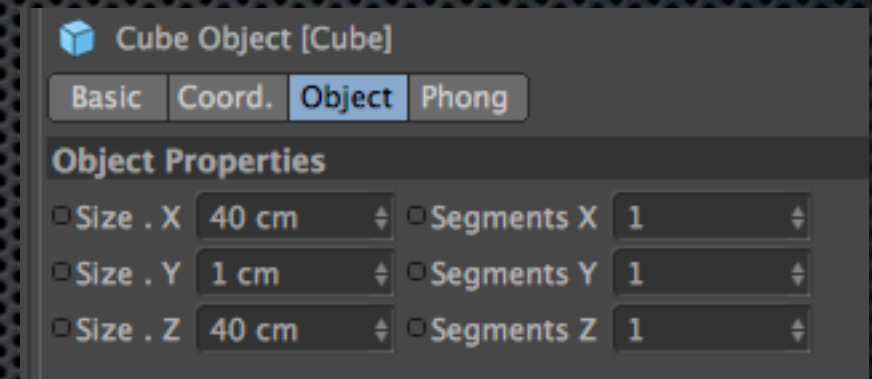 Cube Object [Cube]
Basic Coord. Object Phong
Object Properties
Size . X 40 cm Segments X 1
Size . Y 1 cm Segments Y 1
Size . Z 40 cm Segments Z 1